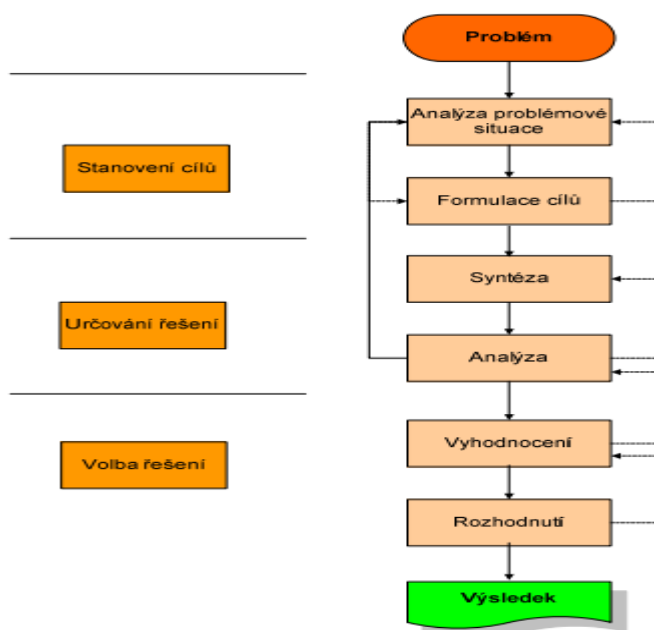 Problém
Analýza problémové
situace
Stanovení cílů
Formulace cílů
Syntéza
Určování řešení
Analýza
Vyhodnocení
Volba řešení
Rozhodnutí
Výsledek